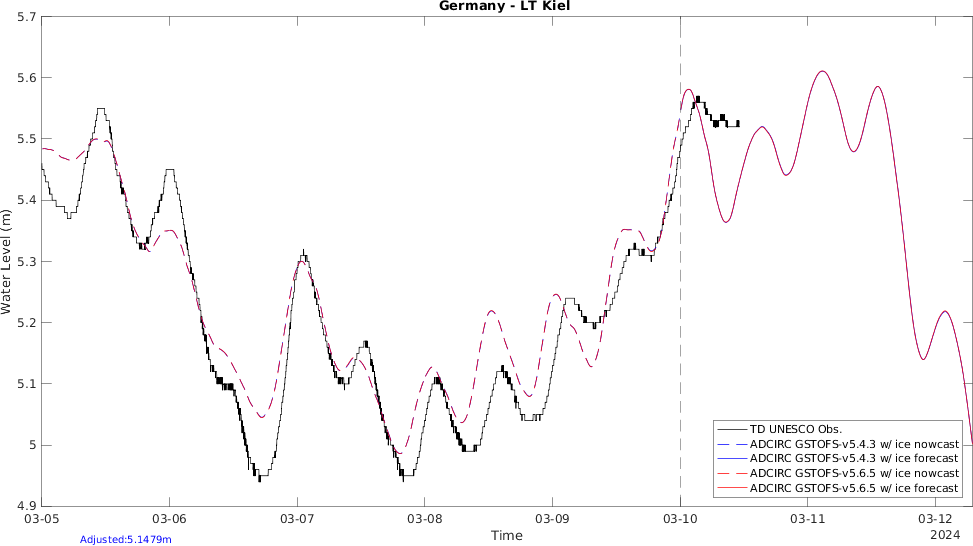 Germany - LT Kiel
5.7
5.6
5.5
5.4
5.3
5.2
5.1
5
4.9
Water Level (m)
TD UNESCO Obs.
ADCIRC GSTOFS-v5.4.3 w/ ice nowcast
ADCIRC GSTOFS-v5.4.3 w/ ice forecast
ADCIRC GSTOFS-v5.6.5 w/ ice nowcast
ADCIRC GSTOFS-v5.6.5 w/ ice forecast
03-05 03-06 03-07 03-08 03-09 03-10 03-11 03-12
Time
2024
Adjusted:5.1479m